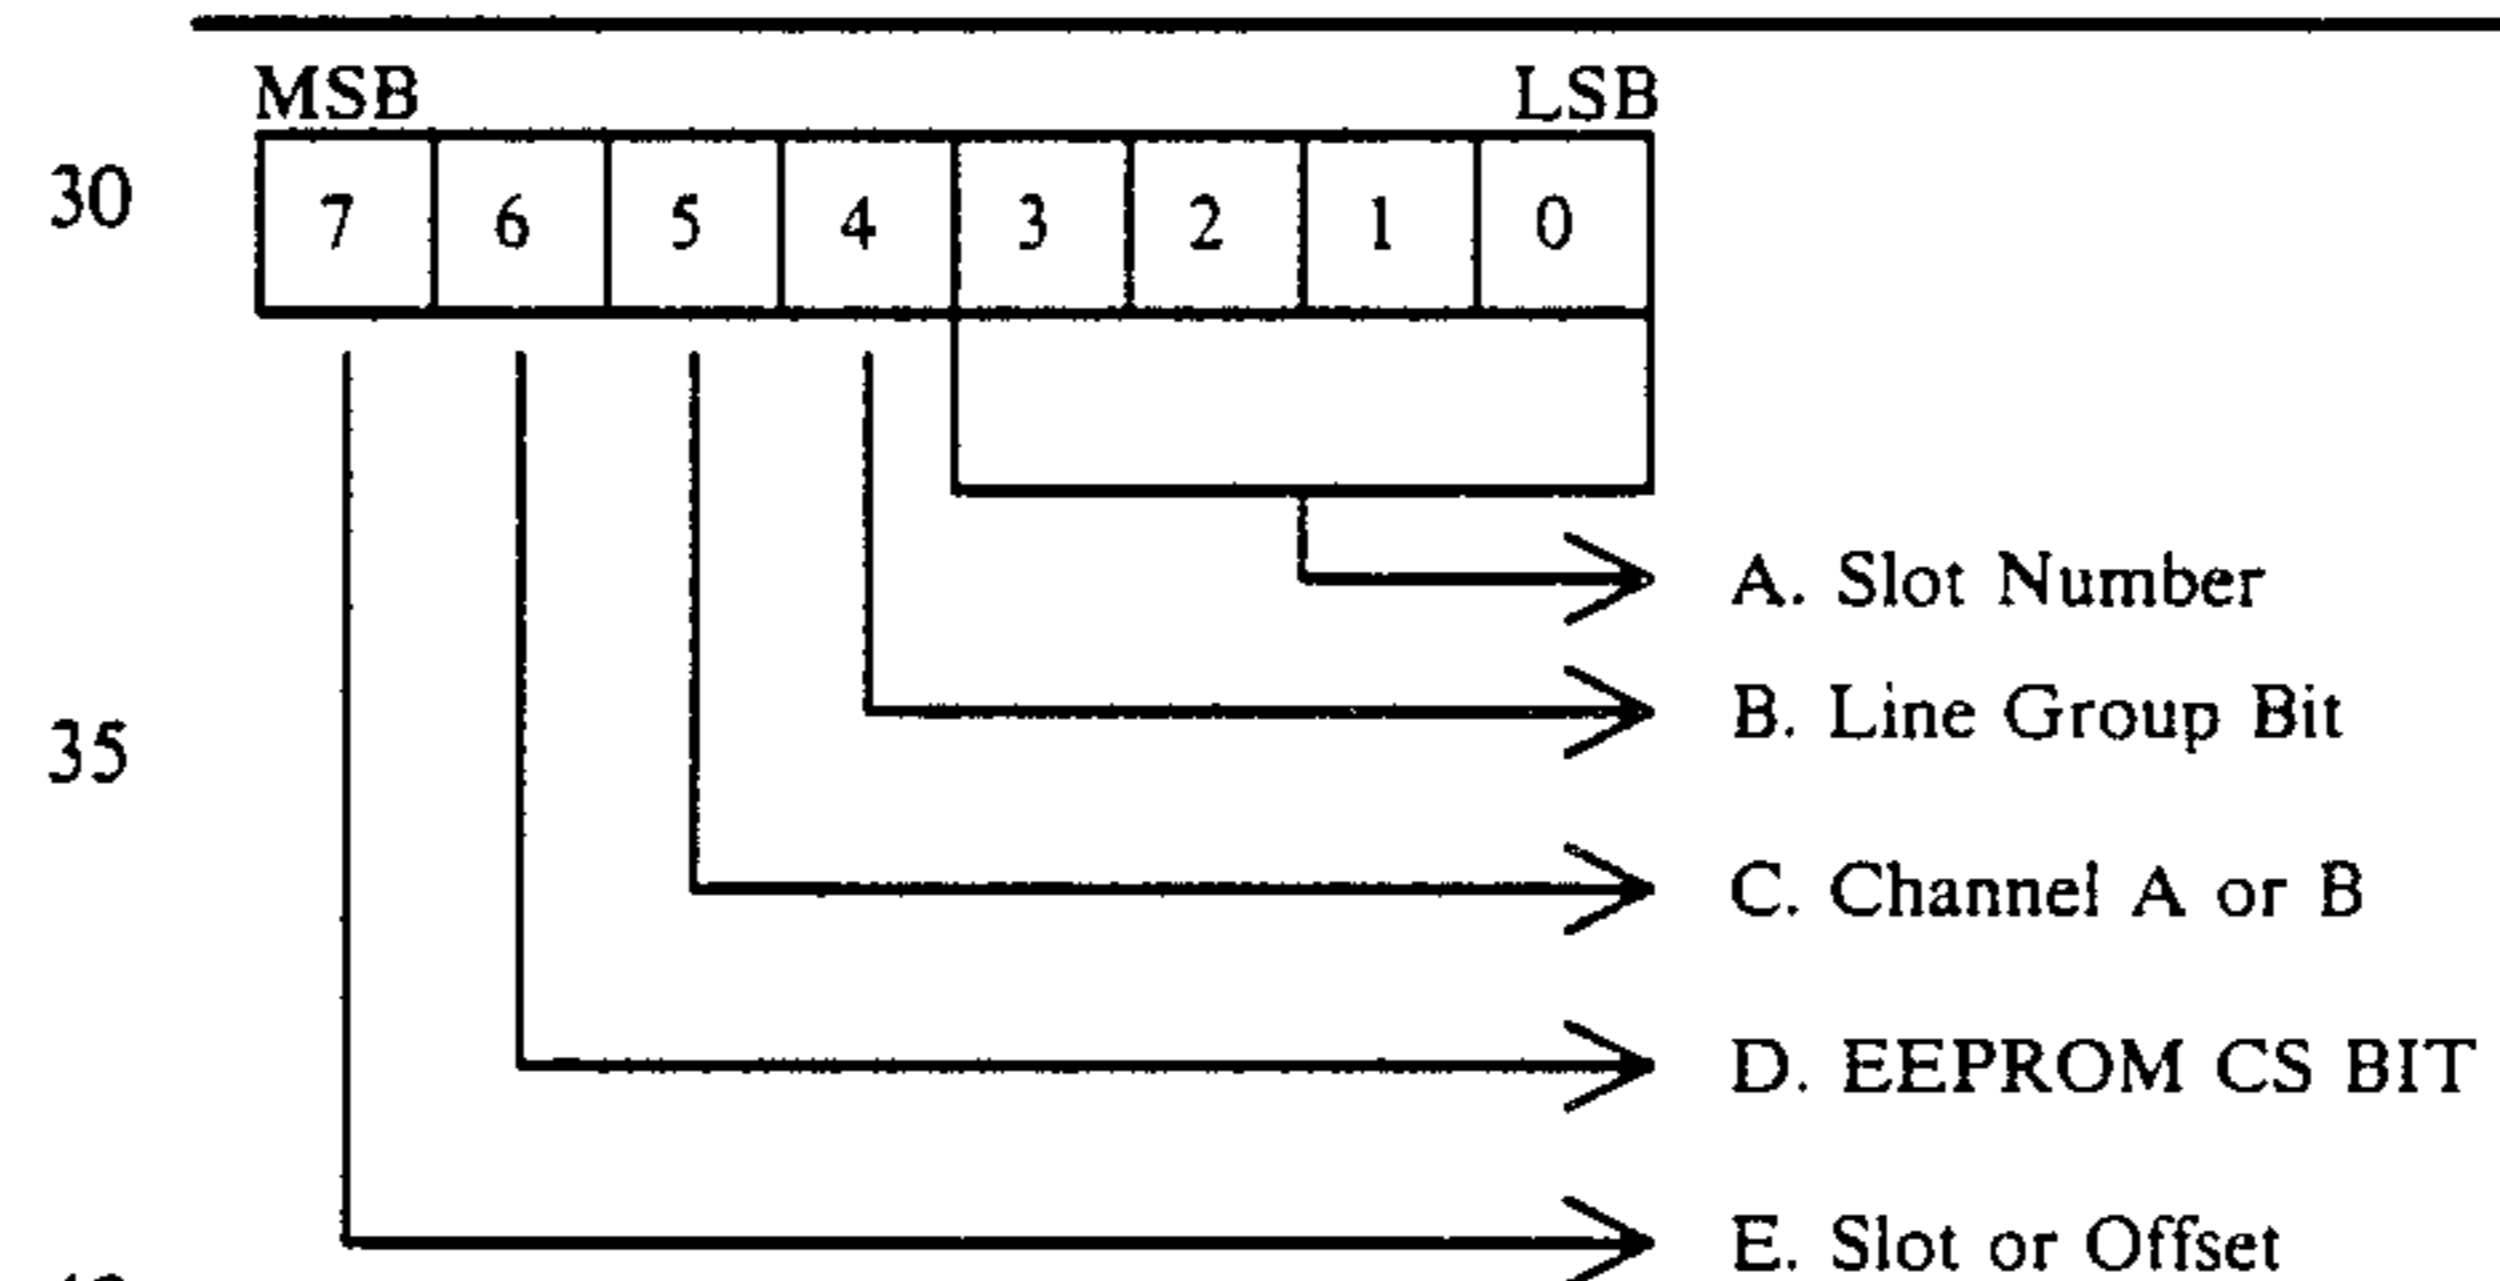 MSB LSB
30 7 6 5 4 3 2 1 0
A. Slot Number
B. Line Group Bit
35
C. Channel A or B
D. EEPROM CS BIT
E. Slot or Offset